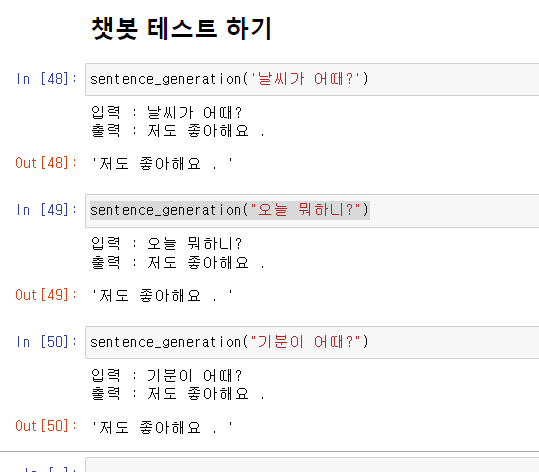 챗봇 테스트 하기
In [48]: sentence_generation('날씨가 어때?')
입력 : 날씨가 어때?
출력 : 저도 좋아해요 .
Out[48]: '저도 좋아해요 . '
In [49]: sentence_generation("오늘 뭐하니?")
입력 : 오늘 뭐하니?
출력 : 저도 좋아해요 .
Out[49]: '저도 좋아해요 . '
In [50]: sentence_generation("기분이 어때?")
입력 : 기분이 어때?
출력 : 저도 좋아해요 .
Out[50]: '저도 좋아해요 . '